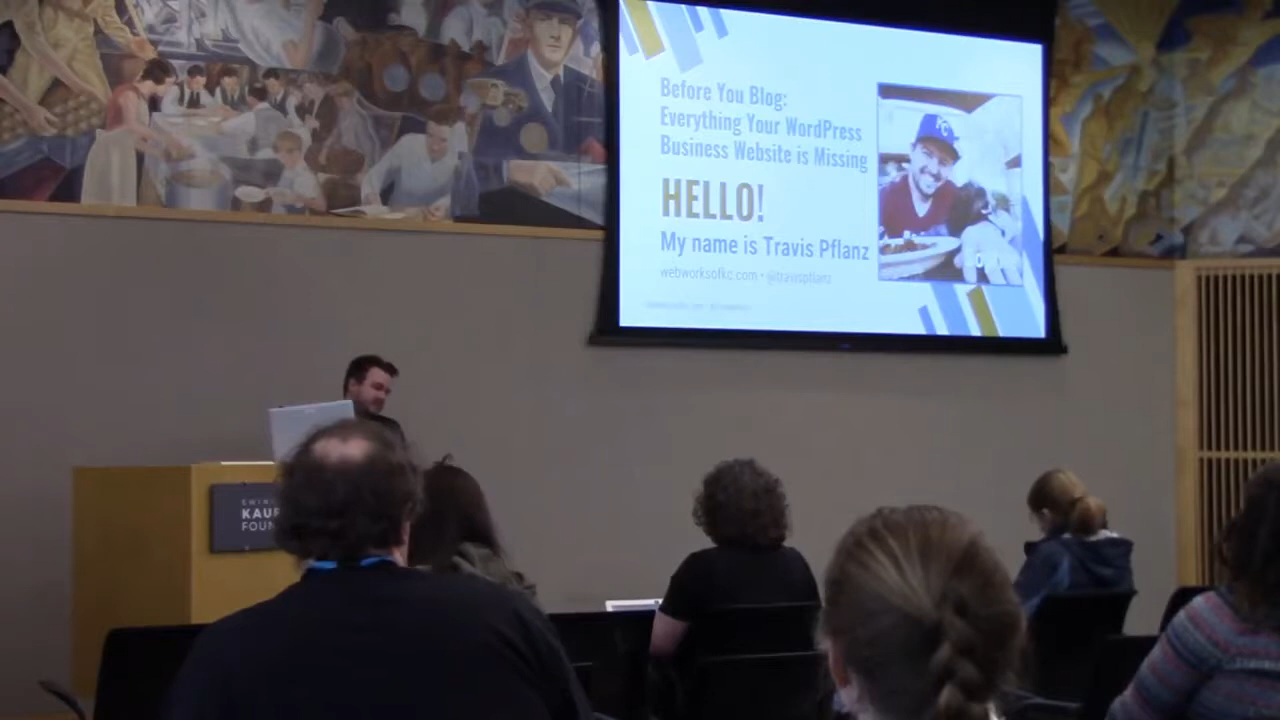 Before You Blog:
Everything Your WordPress
Business Website is Missing
HELLO!
My name is Travis Pflanz
webworksofkc.com • @travispflanz
KC
KAUF
FOUN